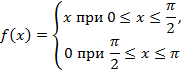 f(x) = { x при 0 ≤ x ≤ π/2,
0 при π/2 ≤ x ≤ π